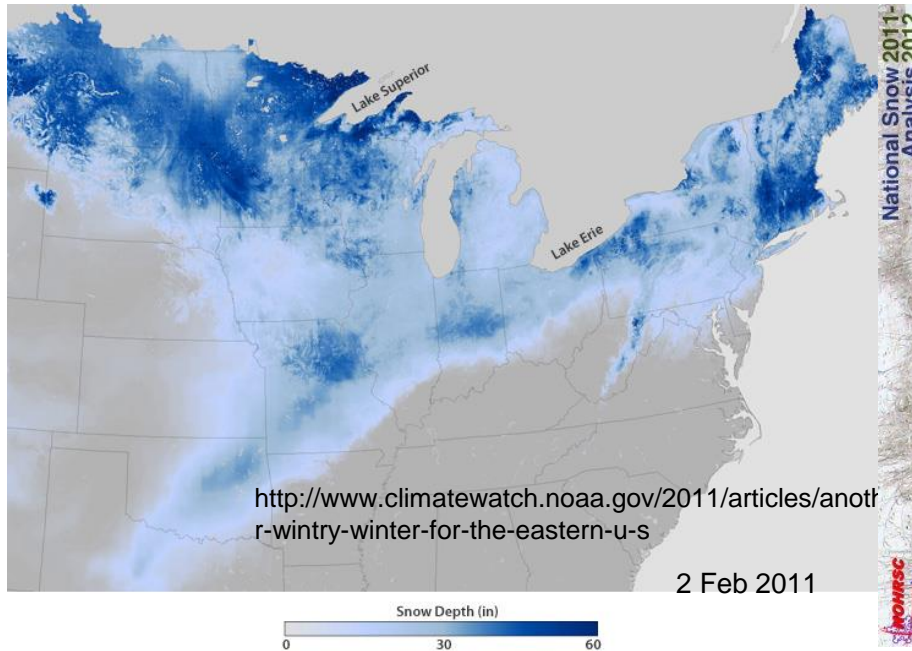 Lake Superior
Lake Erie
National Snow
Analysis
2011-
2012
http://www.climatewatch.noaa.gov/2011/articles/anoth
r-wintry-winter-for-the-eastern-u-s
2 Feb 2011
NOHRSC
Snow Depth (in)
0 30 60